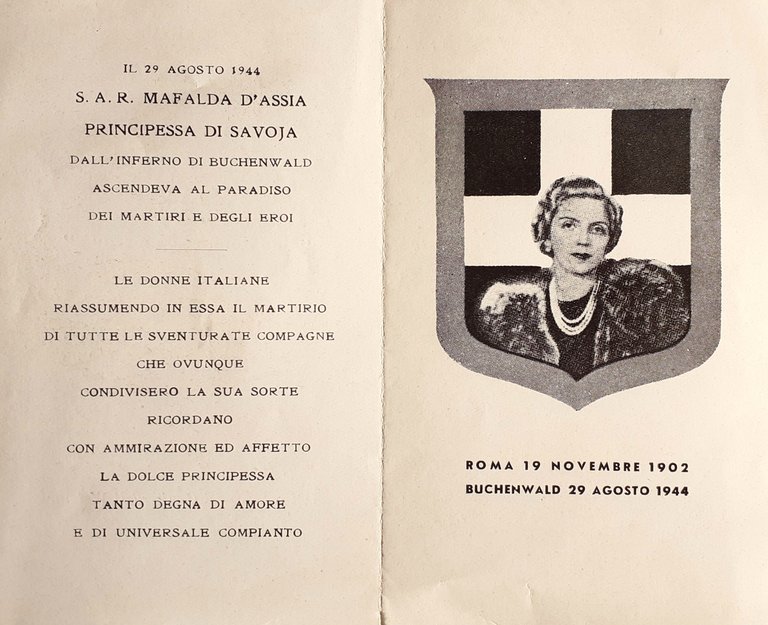 IL 29 AGOSTO 1944
S. A. R. MAFALDA D'ASSIA
PRINCIPESSA DI SAVOJA
DALL'INFERNO DI BUCHENWALD
ASCENDEVA AL PARADISO
DEI MARTIRI E DEGLI EROI
LE DONNE ITALIANE
RIASSUMENDO IN ESSA IL MARTIRIO
DI TUTTE LE SVENTURATE COMPAGNE
CHE OVUNQUE
CONDIVISERO LA SUA SORTE
RICORDANO
CON AMMIRAZIONE ED AFFETTO
LA DOLCE PRINCIPESSA
TANTO DEGNA DI AMORE
E DI UNIVERSALE COMPIANTO
ROMA 19 NOVEMBRE 1902
BUCHENWALD 29 AGOSTO 1944